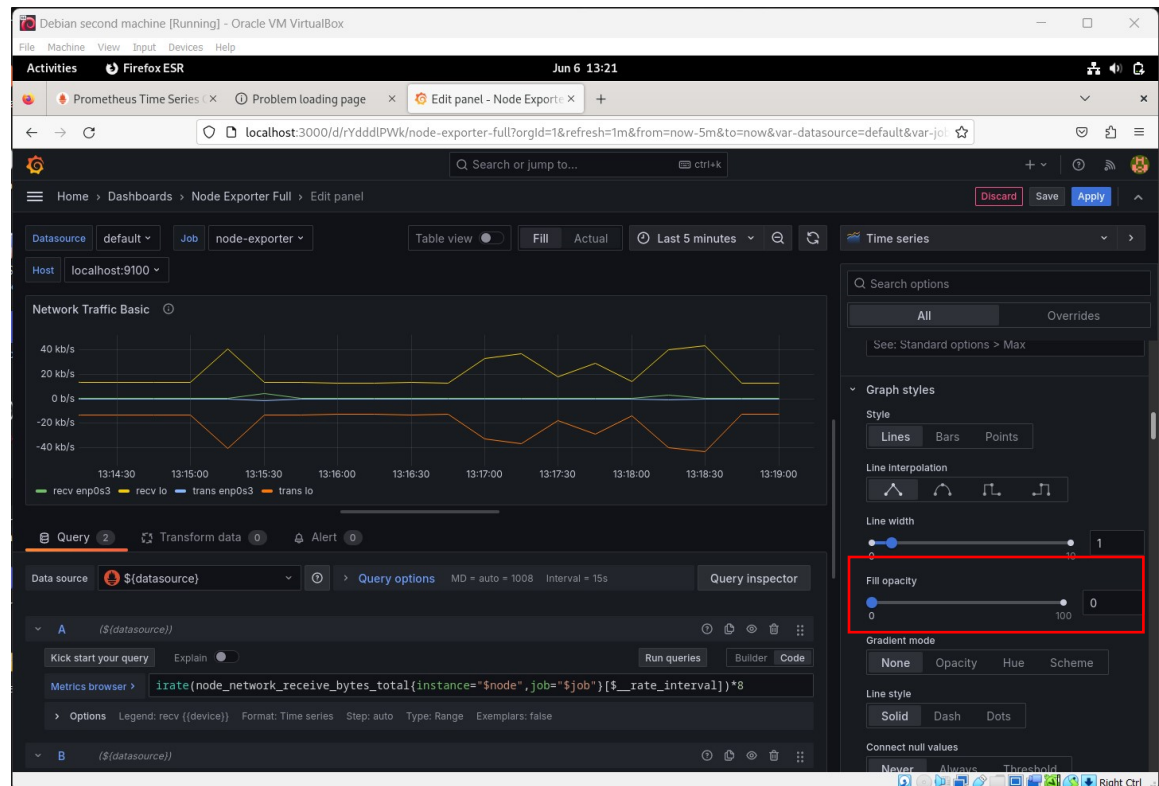 Debian second machine [Running] - Oracle VM VirtualBox
File Machine View Input Devices Help
Activities Firefox ESR Jun 6 13:21
Prometheus Time Series Problem loading page Edit panel - Node Exporte
localhost:3000/d/rYdddlPWk/node-exporter-full?orgId=1&refresh=1m&from=now-5m&to=now&var-datasource=default&var-jo
Search or jump to... ctrl+k
Home › Dashboards › Node Exporter Full › Edit panel Discard Save Apply
Datasource default Job node-exporter Table view Fill Actual Last 5 minutes Time series
Host localhost:9100
Search options
All Overrides
Network Traffic Basic
See: Standard options > Max
40 kb/s
20 kb/s
0 b/s
-20 kb/s
-40 kb/s
13:14:30 13:15:00 13:15:30 13:16:00 13:16:30 13:17:00 13:17:30 13:18:00 13:18:30 13:19:00
recv enp0s3 recv lo trans enp0s3 trans lo
Graph styles
Style
Lines Bars Points
Line interpolation
Line width
0 10 1
Fill opacity
0 100 0
Gradient mode
None Opacity Hue Scheme
Line style
Solid Dash Dots
Connect null values
Never Always Threshold
Query 2 Transform data 0 Alert 0
Data source ${datasource} > Query options MD = auto = 1008 Interval = 15s Query inspector
A (${datasource})
Kick start your query Explain Run queries Builder Code
Metrics browser > irate(node_network_receive_bytes_total{instance="$node",job="$job"}[$__rate_interval])*8
> Options Legend: recv {{device}} Format: Time series Step: auto Type: Range Exemplars: false
B (${datasource})
Right Ctrl